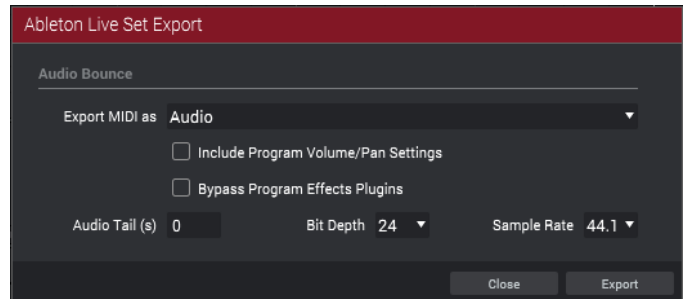 Ableton Live Set Export
Audio Bounce
Export MIDI as Audio
Include Program Volume/Pan Settings
Bypass Program Effects Plugins
Audio Tail (s) 0 Bit Depth 24 Sample Rate 44.1
Close Export